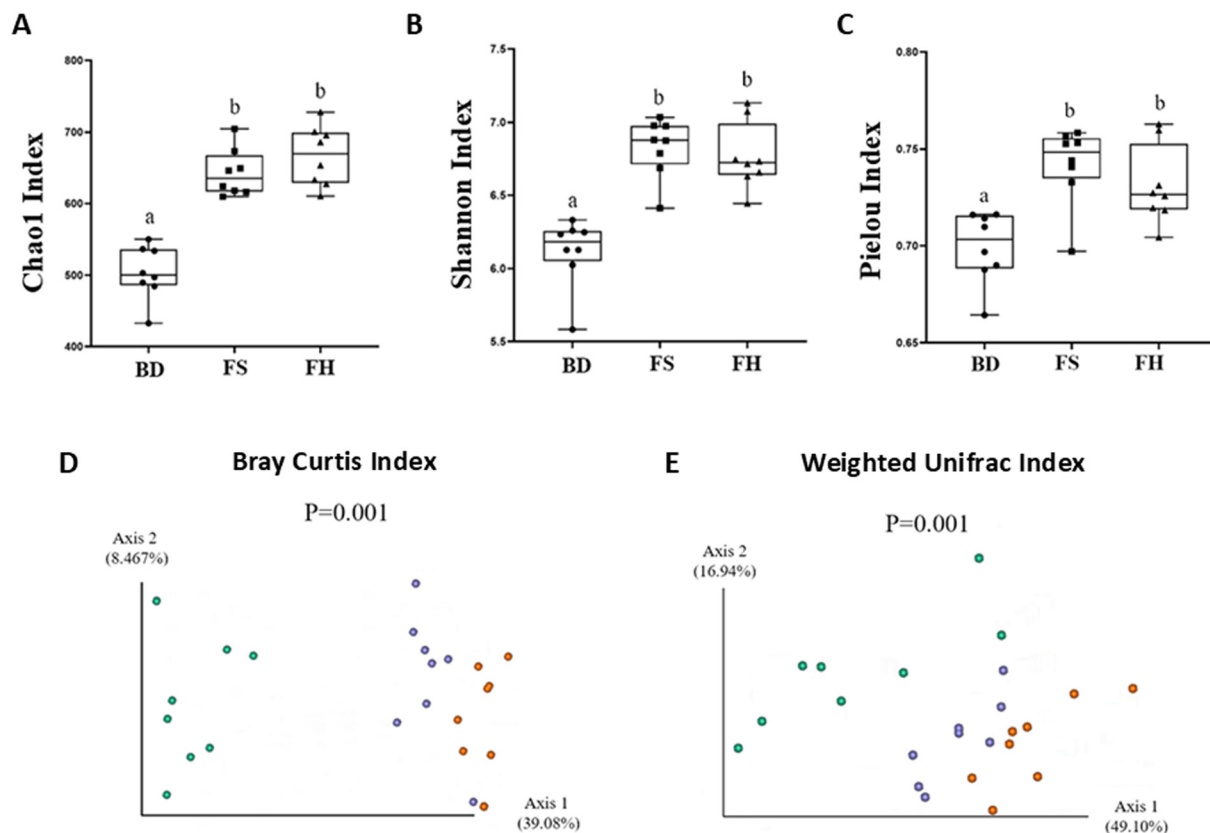 A
B
C
Chao1 Index
800
700
600
500
400
a
b
b
BD
FS
FH
Shannon Index
7.5
7.0
6.5
6.0
5.5
a
b
b
BD
FS
FH
Pielou Index
0.80
0.75
0.70
0.65
a
b
b
BD
FS
FH
D
Bray Curtis Index
P=0.001
Axis 2
(8.467%)
Axis 1
(39.08%)
E
Weighted Unifrac Index
P=0.001
Axis 2
(16.94%)
Axis 1
(49.10%)